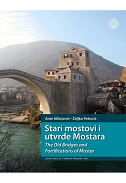 Ante Milošević – Željko Peković
Stari mostovi i
utvrde Mostara
The Old Bridges and
Fortifications of Mostar